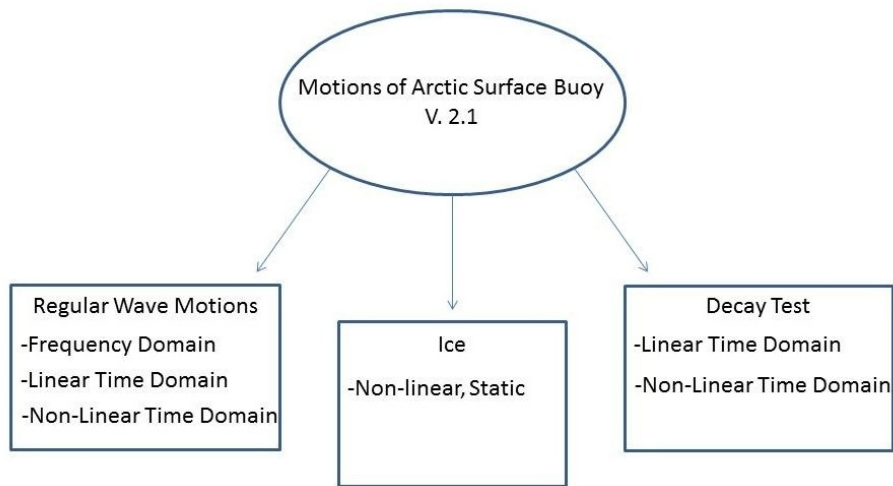 Motions of Arctic Surface Buoy
V. 2.1
Regular Wave Motions
-Frequency Domain
-Linear Time Domain
-Non-Linear Time Domain
Ice
-Non-linear, Static
Decay Test
-Linear Time Domain
-Non-Linear Time Domain